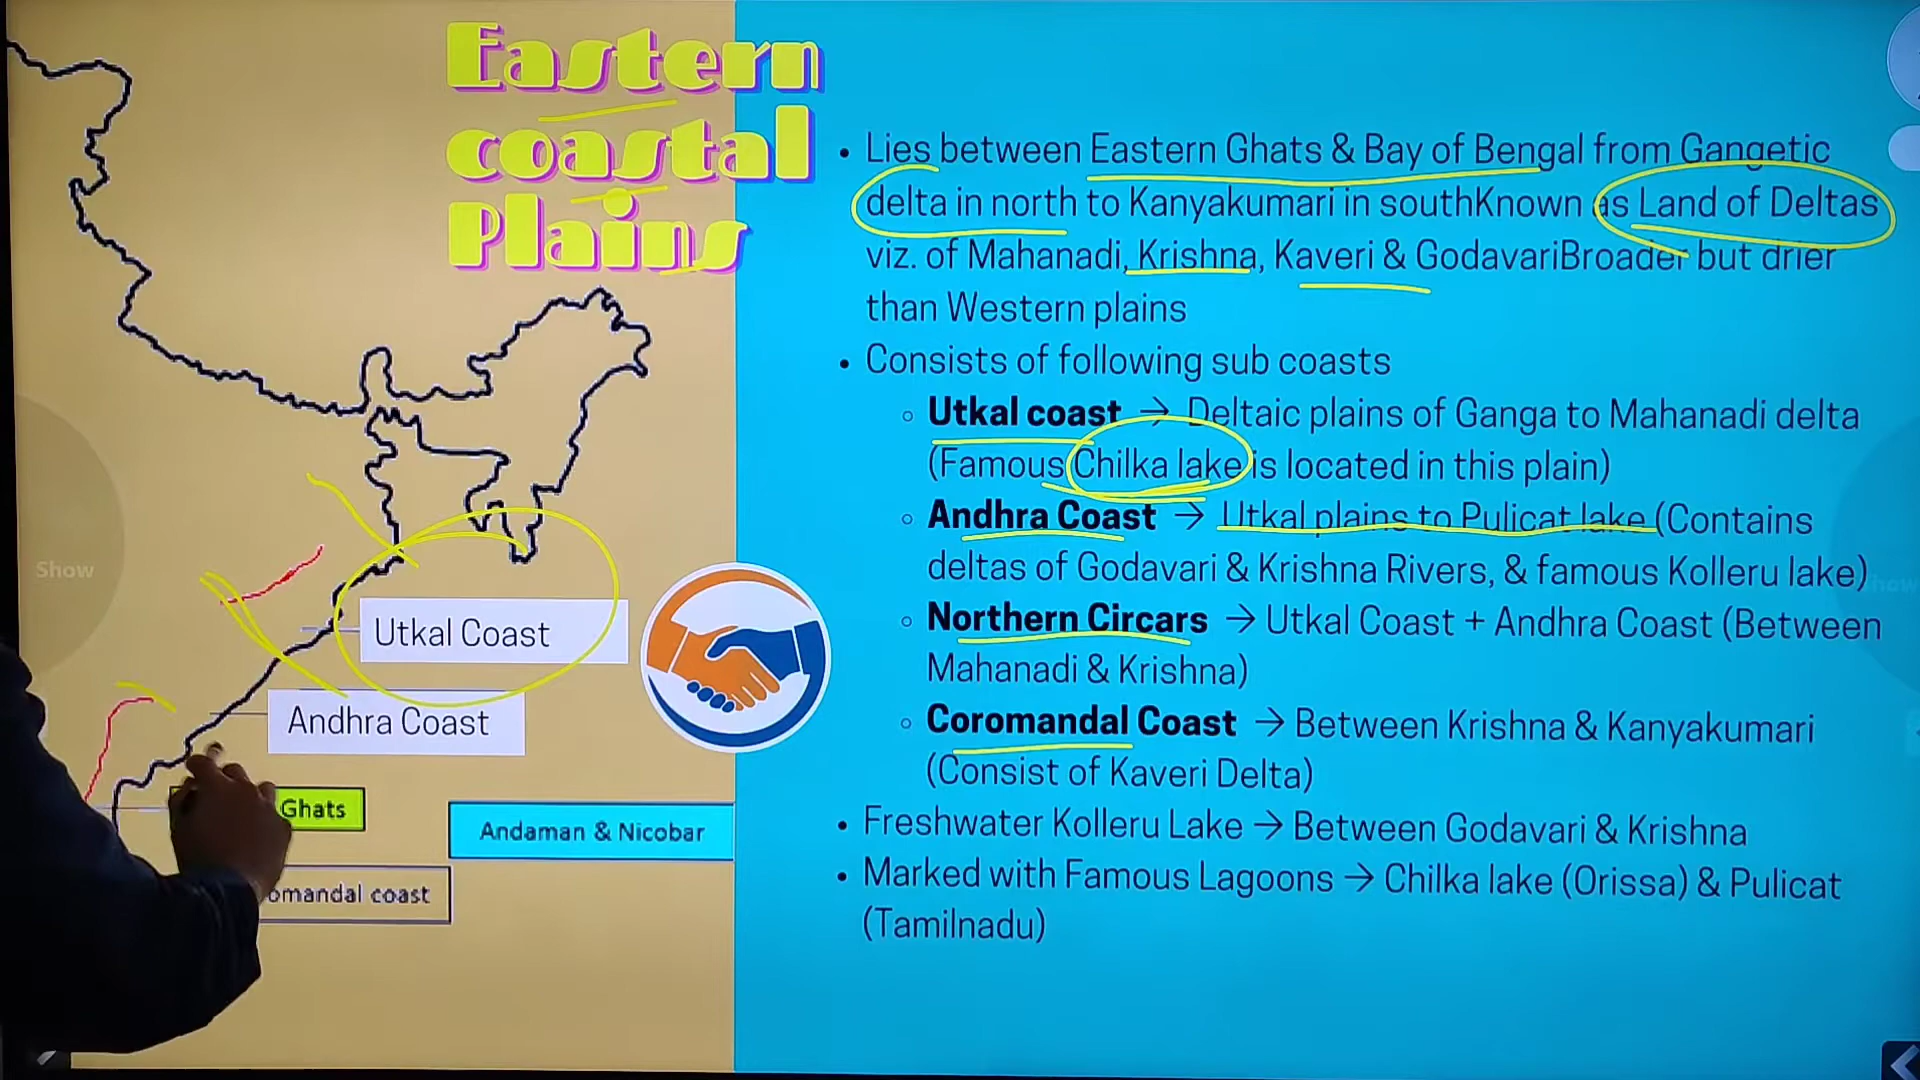 Eastern
coastal
Plains
• Lies between Eastern Ghats & Bay of Bengal from Gangetic
delta in north to Kanyakumari in southKnown as Land of Deltas
viz. of Mahanadi, Krishna, Kaveri & GodavariBroader but drier
than Western plains
• Consists of following sub coasts
◦ Utkal coast → Deltaic plains of Ganga to Mahanadi delta
(Famous Chilka lake is located in this plain)
◦ Andhra Coast → Utkal plains to Pulicat lake (Contains
deltas of Godavari & Krishna Rivers, & famous Kolleru lake)
◦ Northern Circars → Utkal Coast + Andhra Coast (Between
Mahanadi & Krishna)
◦ Coromandal Coast → Between Krishna & Kanyakumari
(Consist of Kaveri Delta)
• Freshwater Kolleru Lake → Between Godavari & Krishna
• Marked with Famous Lagoons → Chilka lake (Orissa) & Pulicat
(Tamilnadu)
Show
Show
Utkal Coast
Andhra Coast
Ghats
Andaman & Nicobar
omandal coast